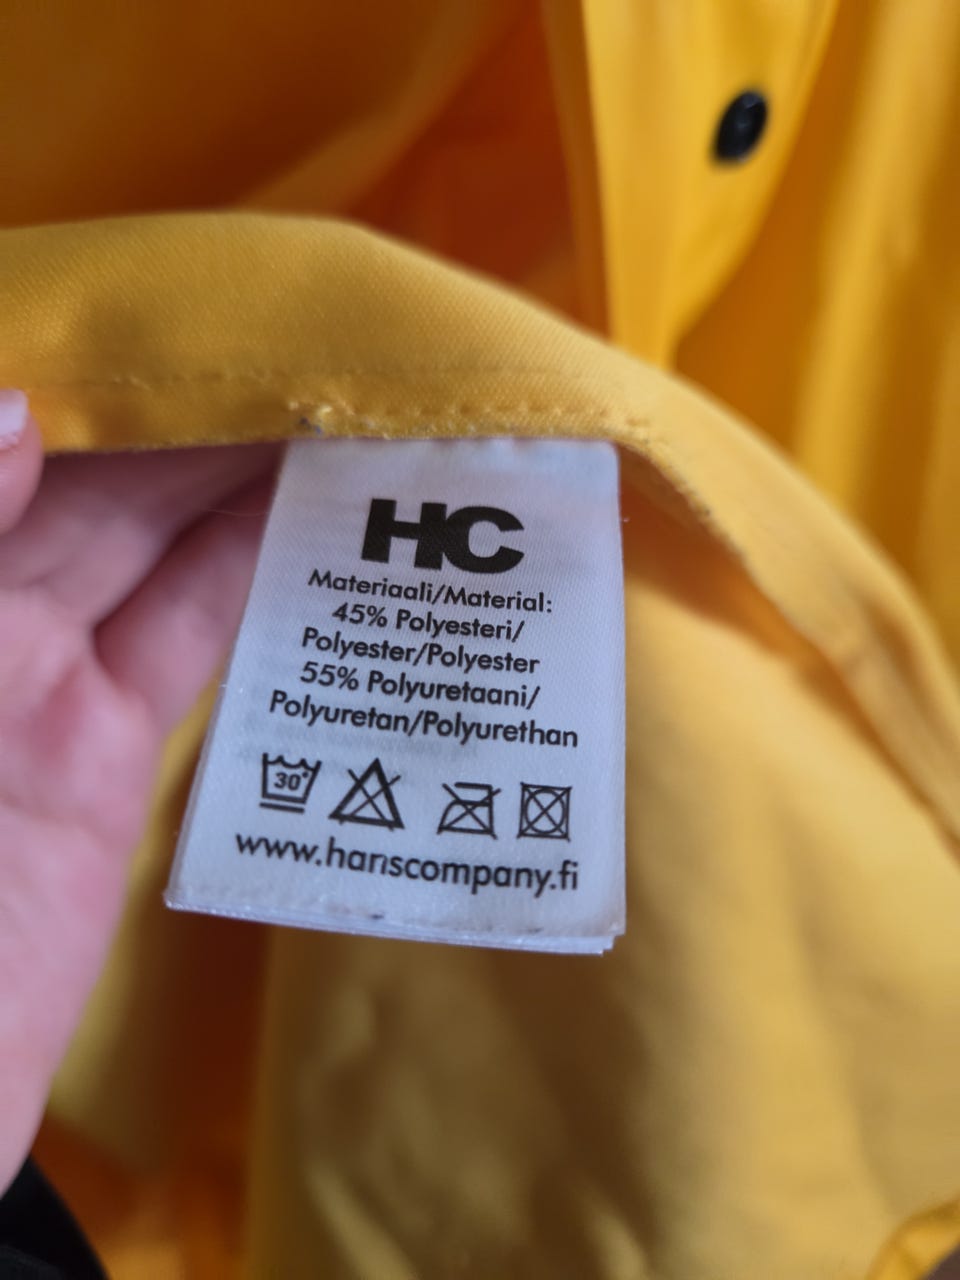 HC
Materiaali/Material:
45% Polyesteri/
Polyester/Polyester
55% Polyuretaani/
Polyuretan/Polyurethan
30°
www.hanscompany.fi